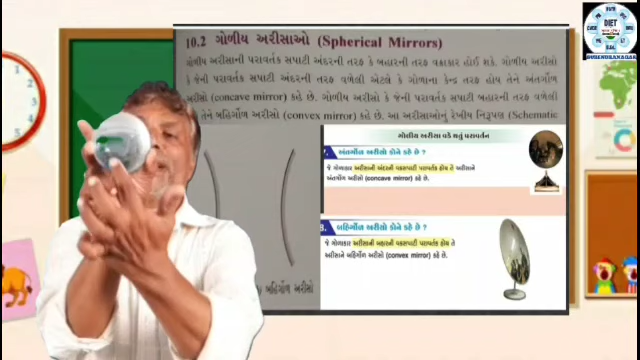 10.2 ગોળીય અરીસાઓ (Spherical Mirrors)
ગોળીય અરીસાની પરાવર્તક સપાટી અંદરની તરફ કે બહારની તરફ વક્રાકાર હોઈ શકે. ગોળીય અરીસો
કે જેની પરાવર્તક સપાટી અંદરની તરફ વળેલી એટલે કે ગોળાના કેન્દ્ર તરફ હોય તેને અંતર્ગોળ
અરીસો (concave mirror) કહે છે. ગોળીય અરીસો કે જેની પરાવર્તક સપાટી બહારની તરફ વળેલી
તેને બહિર્ગોળ અરીસો (convex mirror) કહે છે. આ અરીસાઓનું રેખીય નિરૂપણ (Schematic
ગોલીય અરીસા વડે થતું પરાવર્તન
7. અંતર્ગોળ અરીસો કોને કહે છે ?
જે ગોળાકાર અરીસાની અંદરની વક્રસપાટી પરાવર્તક હોય તે અરીસાને
અંતર્ગોળ અરીસો (concave mirror) કહે છે.
8. બહિર્ગોળ અરીસો કોને કહે છે ?
જે ગોળાકાર અરીસાની બહારની વક્રસપાટી પરાવર્તક હોય તે
અરીસાને બહિર્ગોળ અરીસો (convex mirror) કહે છે.
) બહિર્ગોળ અરીસો
DIET
SURENDRANAGAR